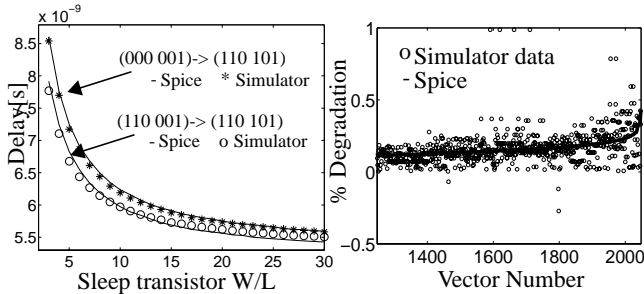 x 10⁻⁹
8.5
8
7.5
7
6.5
6
5.5
Delay[s]
(000 001)-> (110 101)
- Spice * Simulator
(110 001)-> (110 101)
-Spice o Simulator
5 10 15 20 25 30
Sleep transistor W/L
1
0.5
0
−0.5
% Degradation
o Simulator data
- Spice
1400 1600 1800 2000
Vector Number